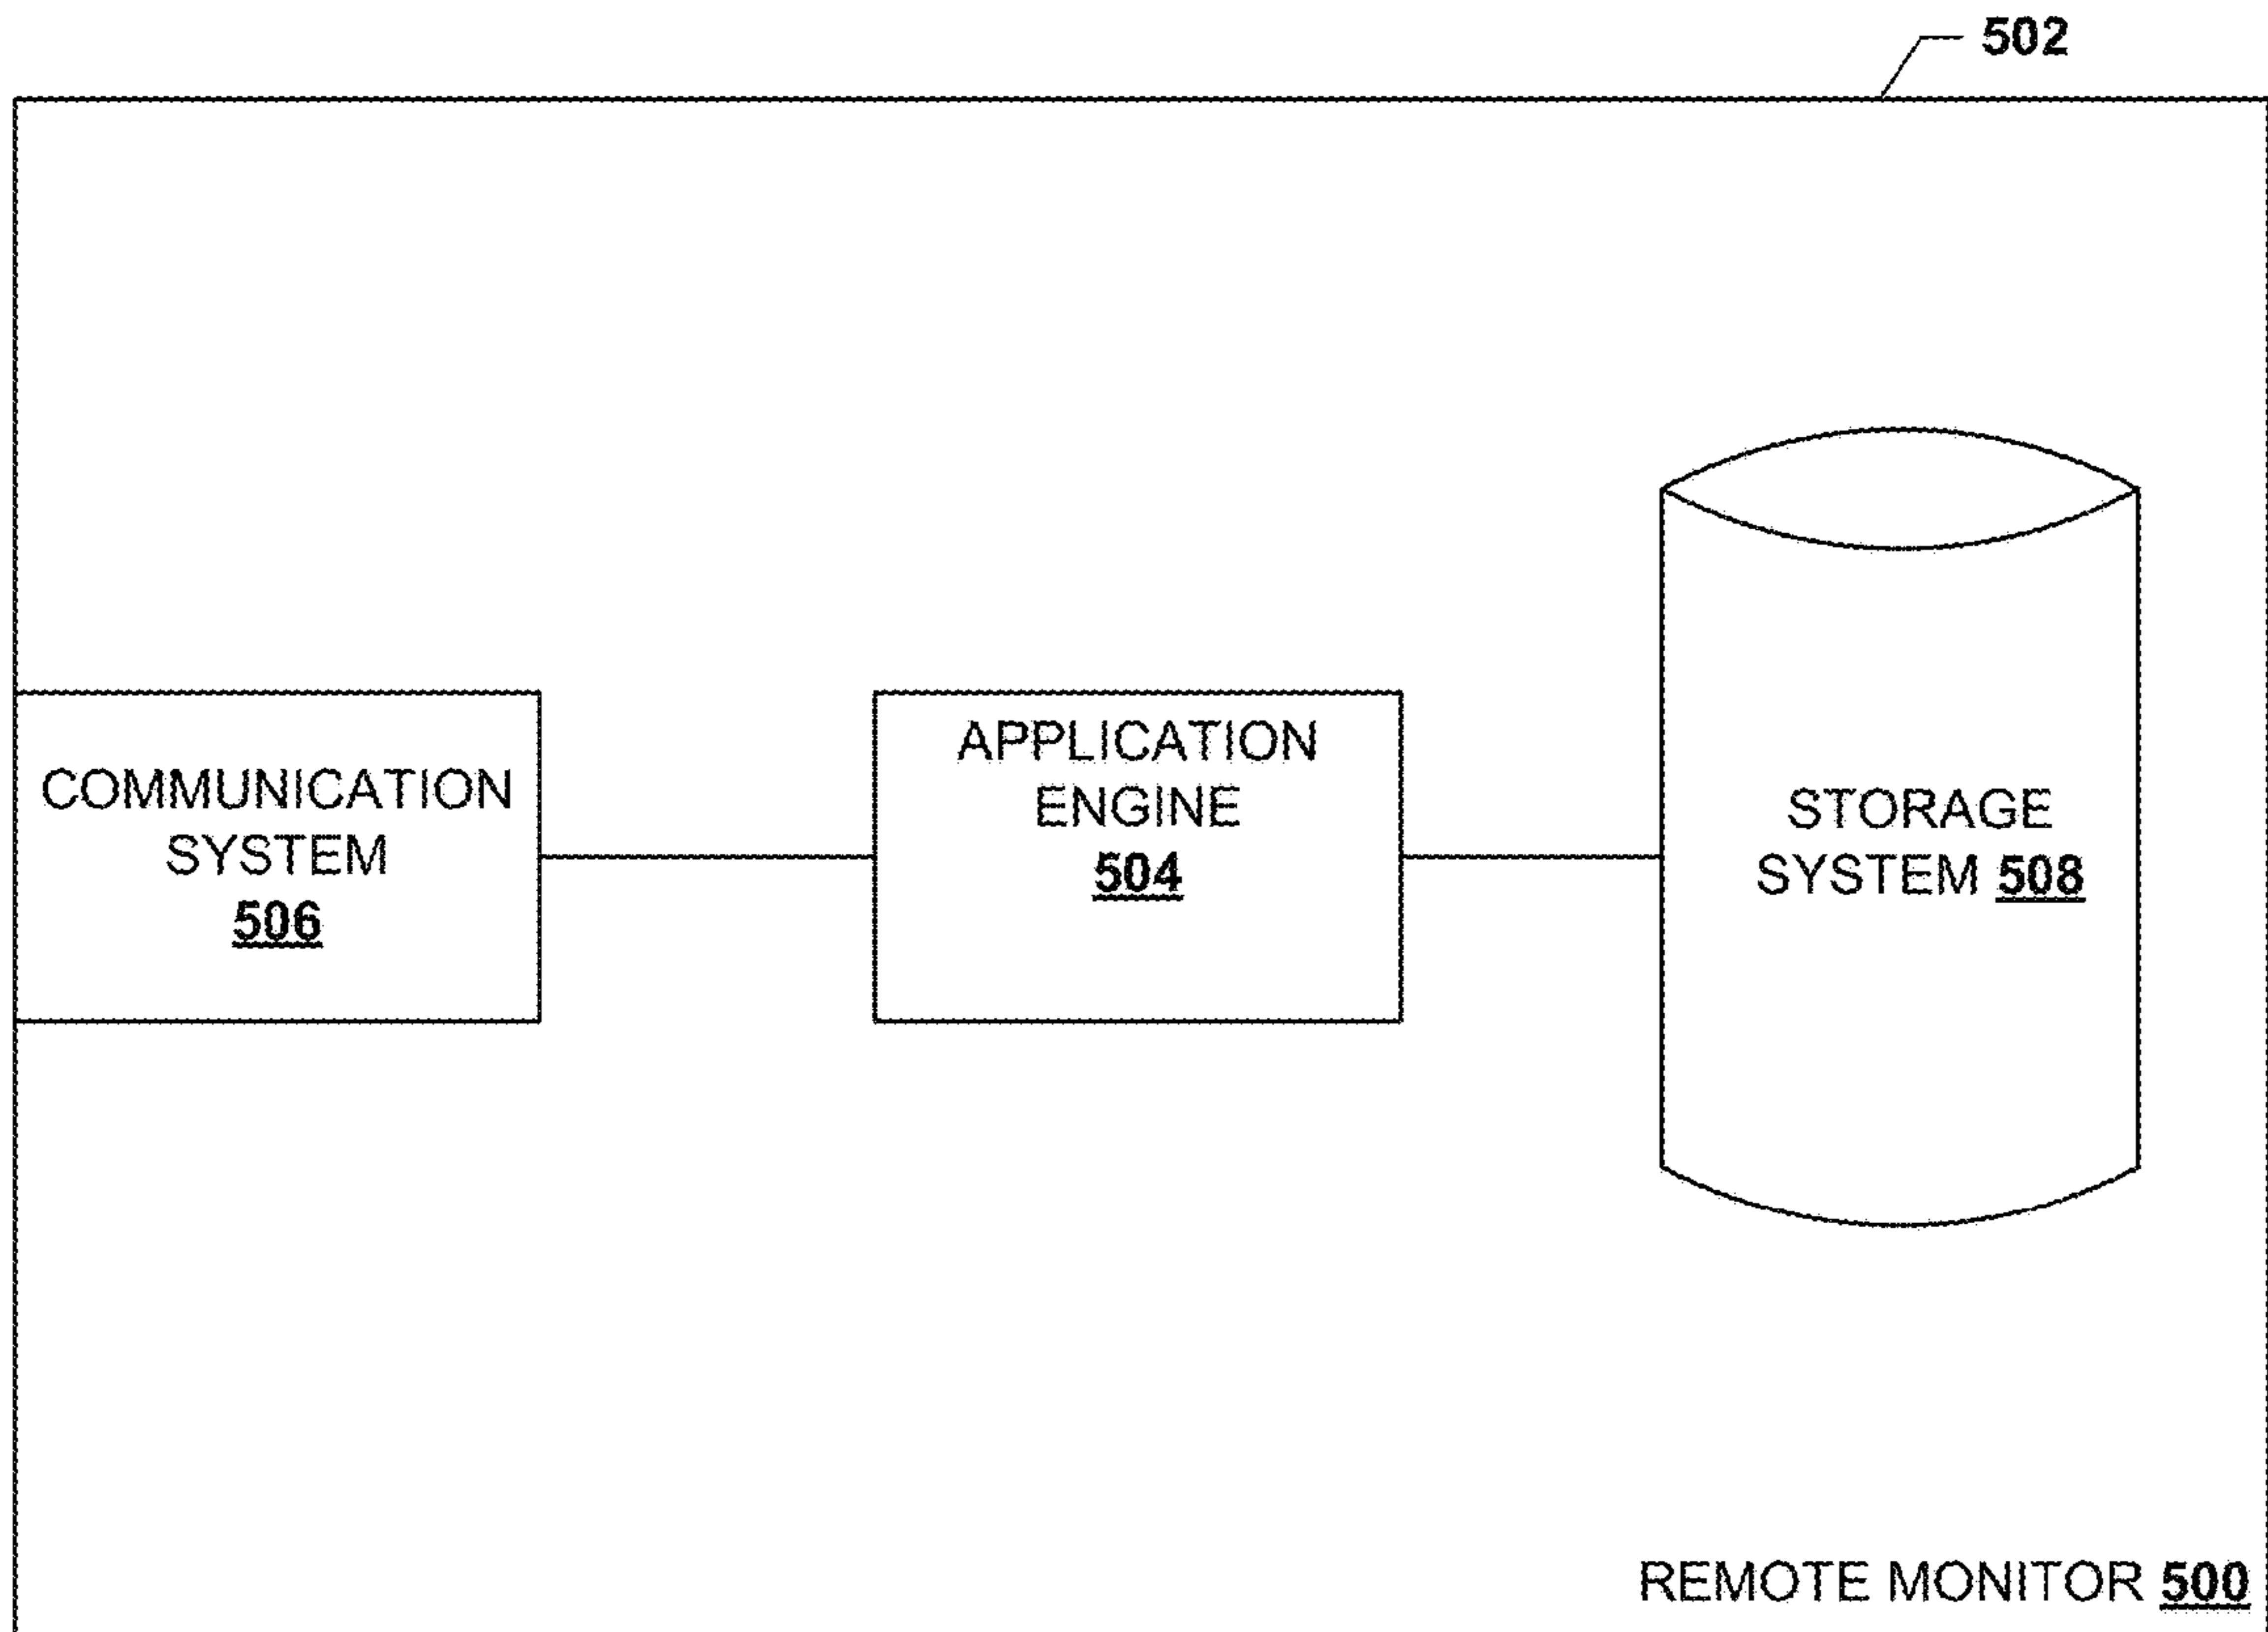 502
COMMUNICATION
SYSTEM
506
APPLICATION
ENGINE
504
STORAGE
SYSTEM 508
REMOTE MONITOR 500